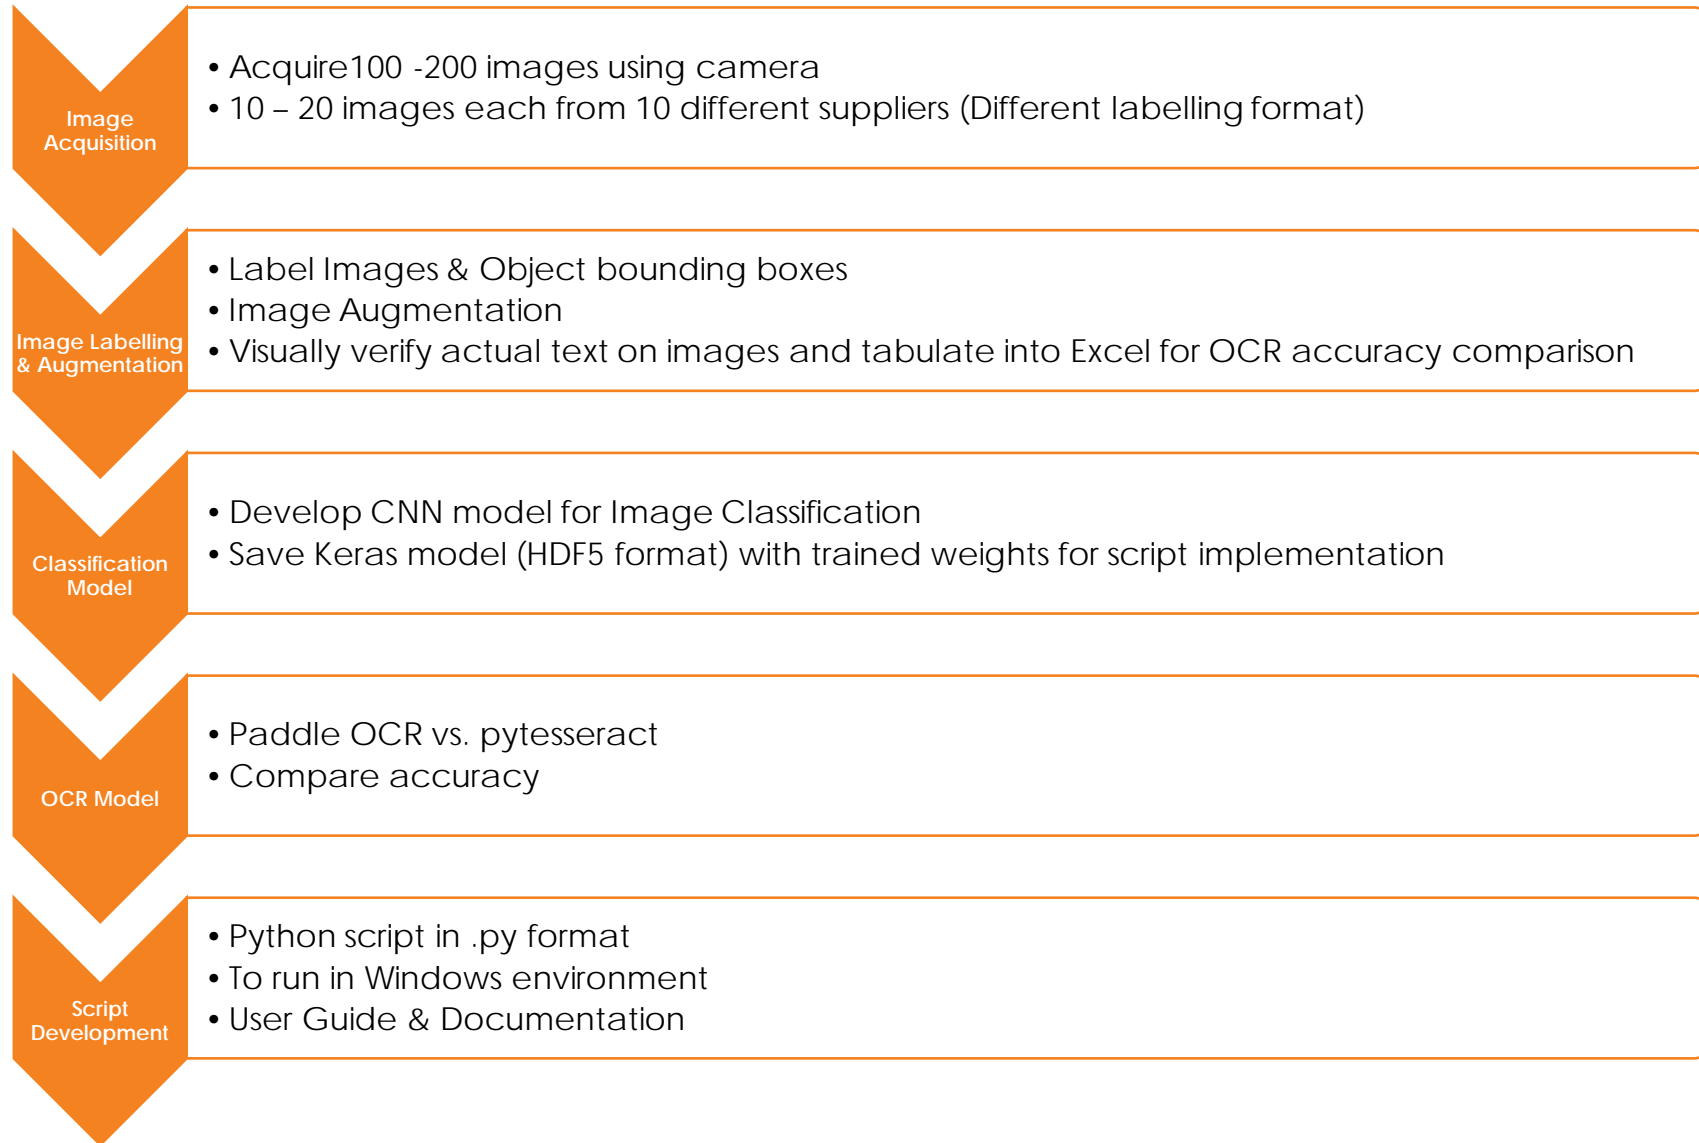 Image
Acquisition
• Acquire100 -200 images using camera
• 10 – 20 images each from 10 different suppliers (Different labelling format)
Image Labelling
& Augmentation
• Label Images & Object bounding boxes
• Image Augmentation
• Visually verify actual text on images and tabulate into Excel for OCR accuracy comparison
Classification
Model
• Develop CNN model for Image Classification
• Save Keras model (HDF5 format) with trained weights for script implementation
OCR Model
• Paddle OCR vs. pytesseract
• Compare accuracy
Script
Development
• Python script in .py format
• To run in Windows environment
• User Guide & Documentation